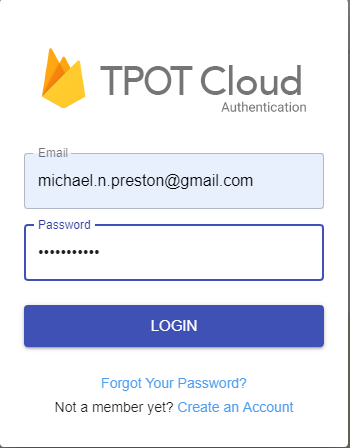 TPOT Cloud
Authentication
Email
michael.n.preston@gmail.com
Password
•••••••••••
LOGIN
Forgot Your Password?
Not a member yet? Create an Account